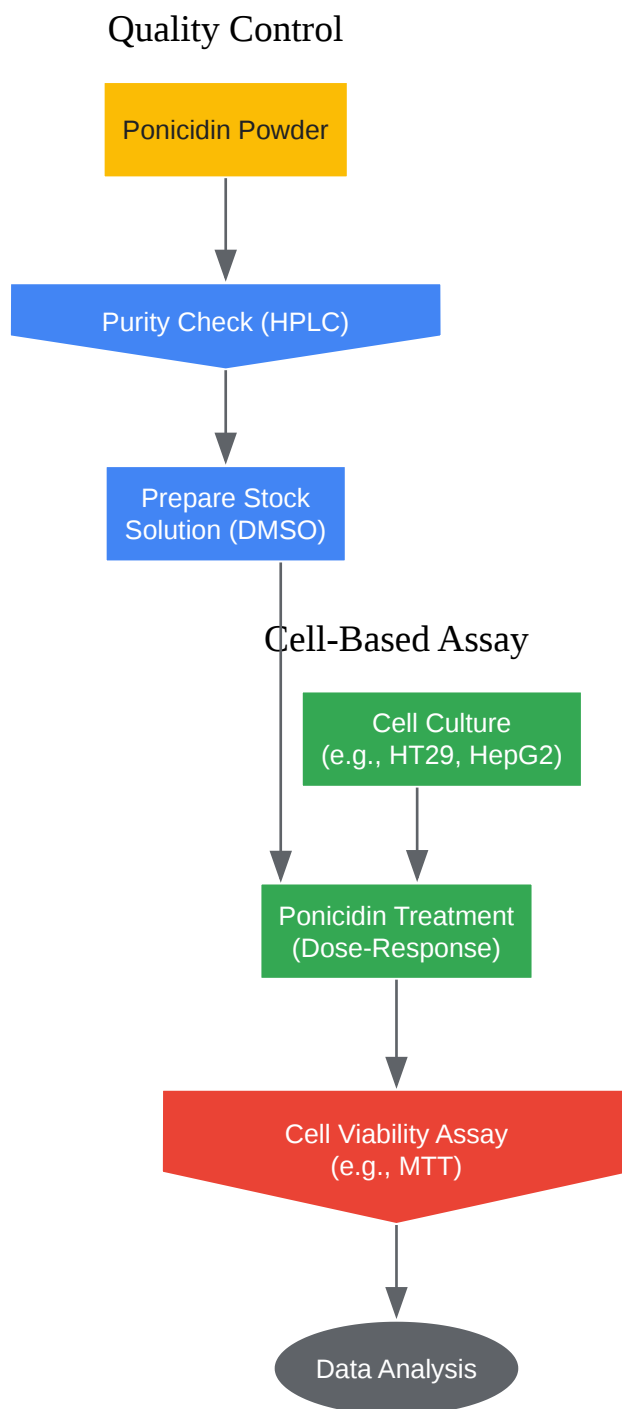 Quality Control
Ponicidin Powder
Purity Check (HPLC)
Prepare Stock
Solution (DMSO)
Cell-Based Assay
Cell Culture
(e.g., HT29, HepG2)
Ponicidin Treatment
(Dose-Response)
Cell Viability Assay
(e.g., MTT)
Data Analysis